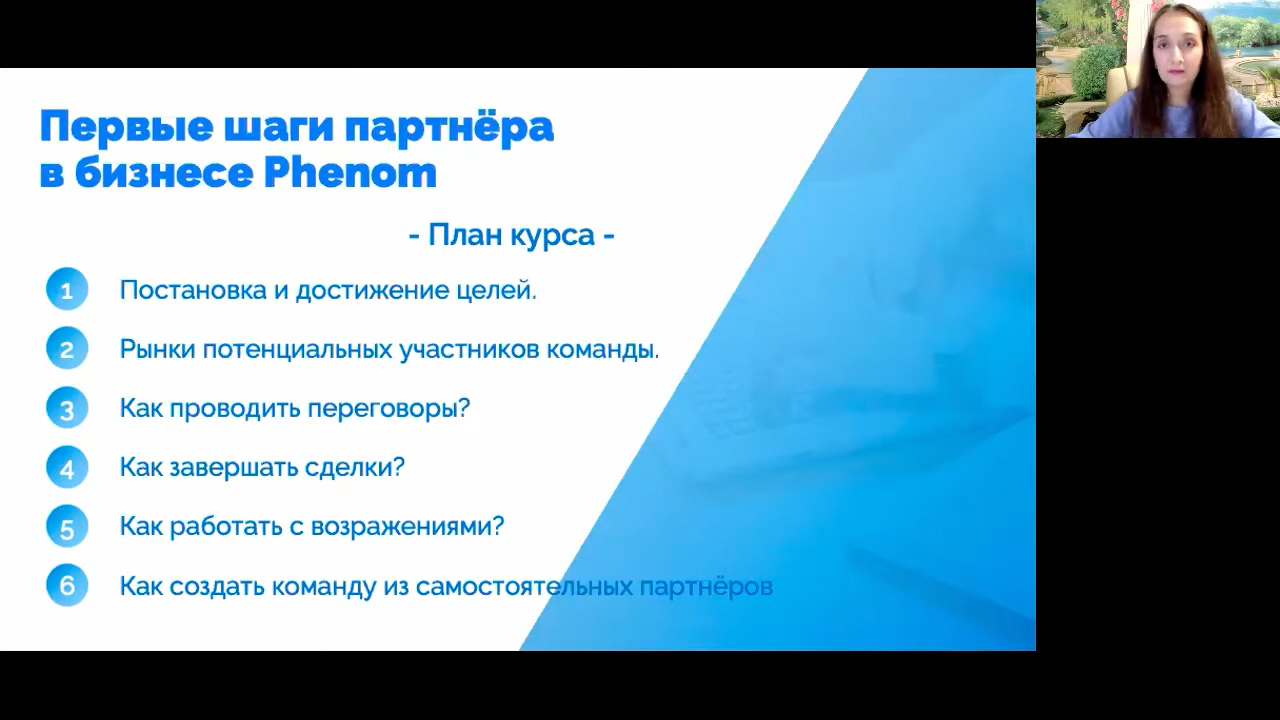 Первые шаги партнёра
в бизнесе Phenom
- План курса -
1 Постановка и достижение целей.
2 Рынки потенциальных участников команды.
3 Как проводить переговоры?
4 Как завершать сделки?
5 Как работать с возражениями?
6 Как создать команду из самостоятельных партнёров